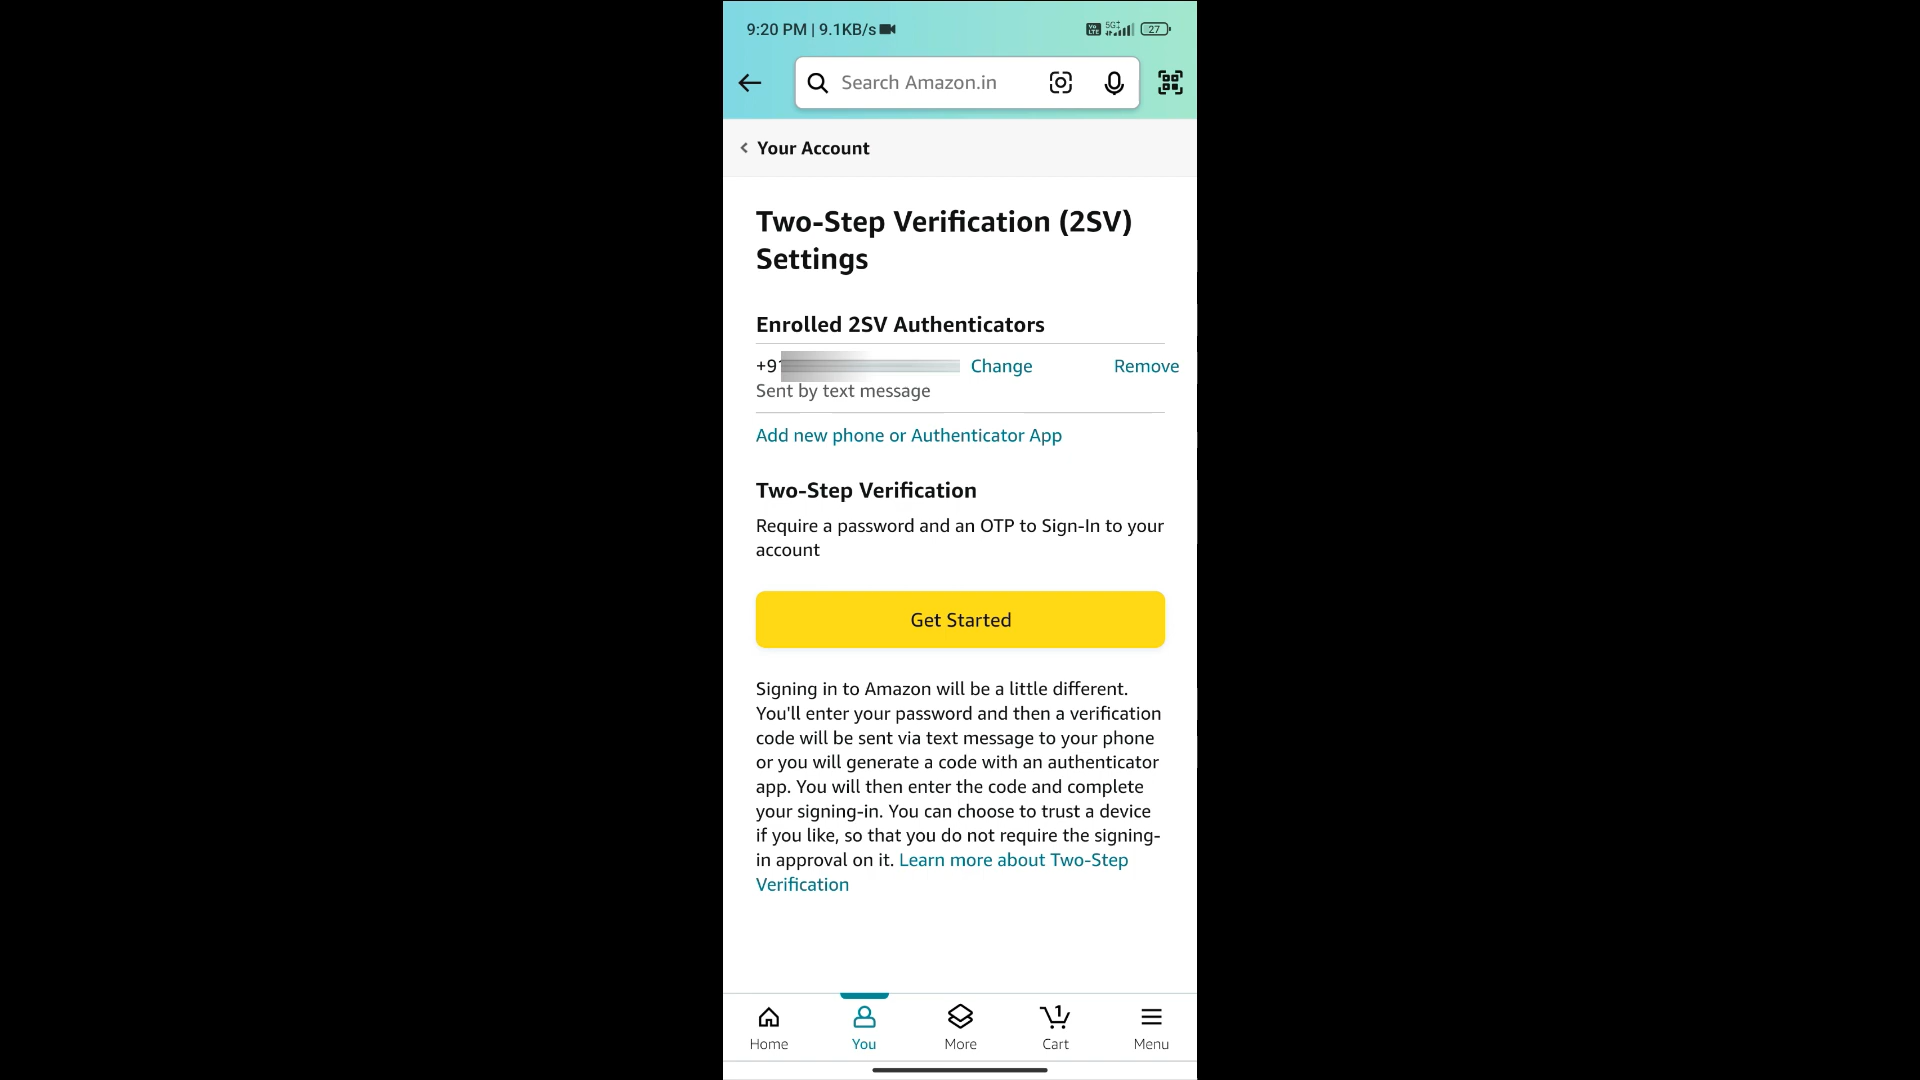 9:20 PM | 9.1KB/s
Vo LTE 5G 27
Search Amazon.in
Your Account
Two-Step Verification (2SV)
Settings
Enrolled 2SV Authenticators
+91 Change Remove
Sent by text message
Add new phone or Authenticator App
Two-Step Verification
Require a password and an OTP to Sign-In to your
account
Get Started
Signing in to Amazon will be a little different.
You'll enter your password and then a verification
code will be sent via text message to your phone
or you will generate a code with an authenticator
app. You will then enter the code and complete
your signing-in. You can choose to trust a device
if you like, so that you do not require the signing-
in approval on it. Learn more about Two-Step
Verification
1
Home You More Cart Menu